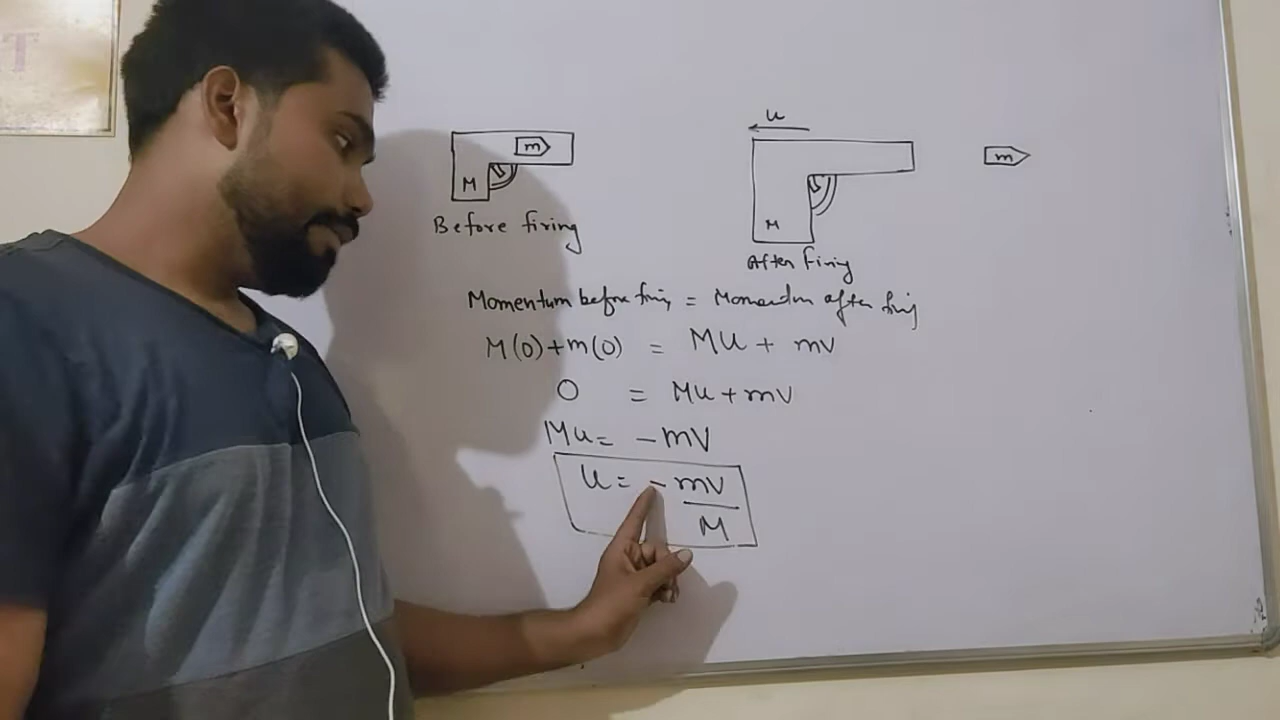 T
m
M
Before firing
u
m
M
After firing
Momentum before firing = Momentum after firing
M(0)+m(0) = Mu + mv
0 = Mu+mv
Mu= -mv
u= -mv
M